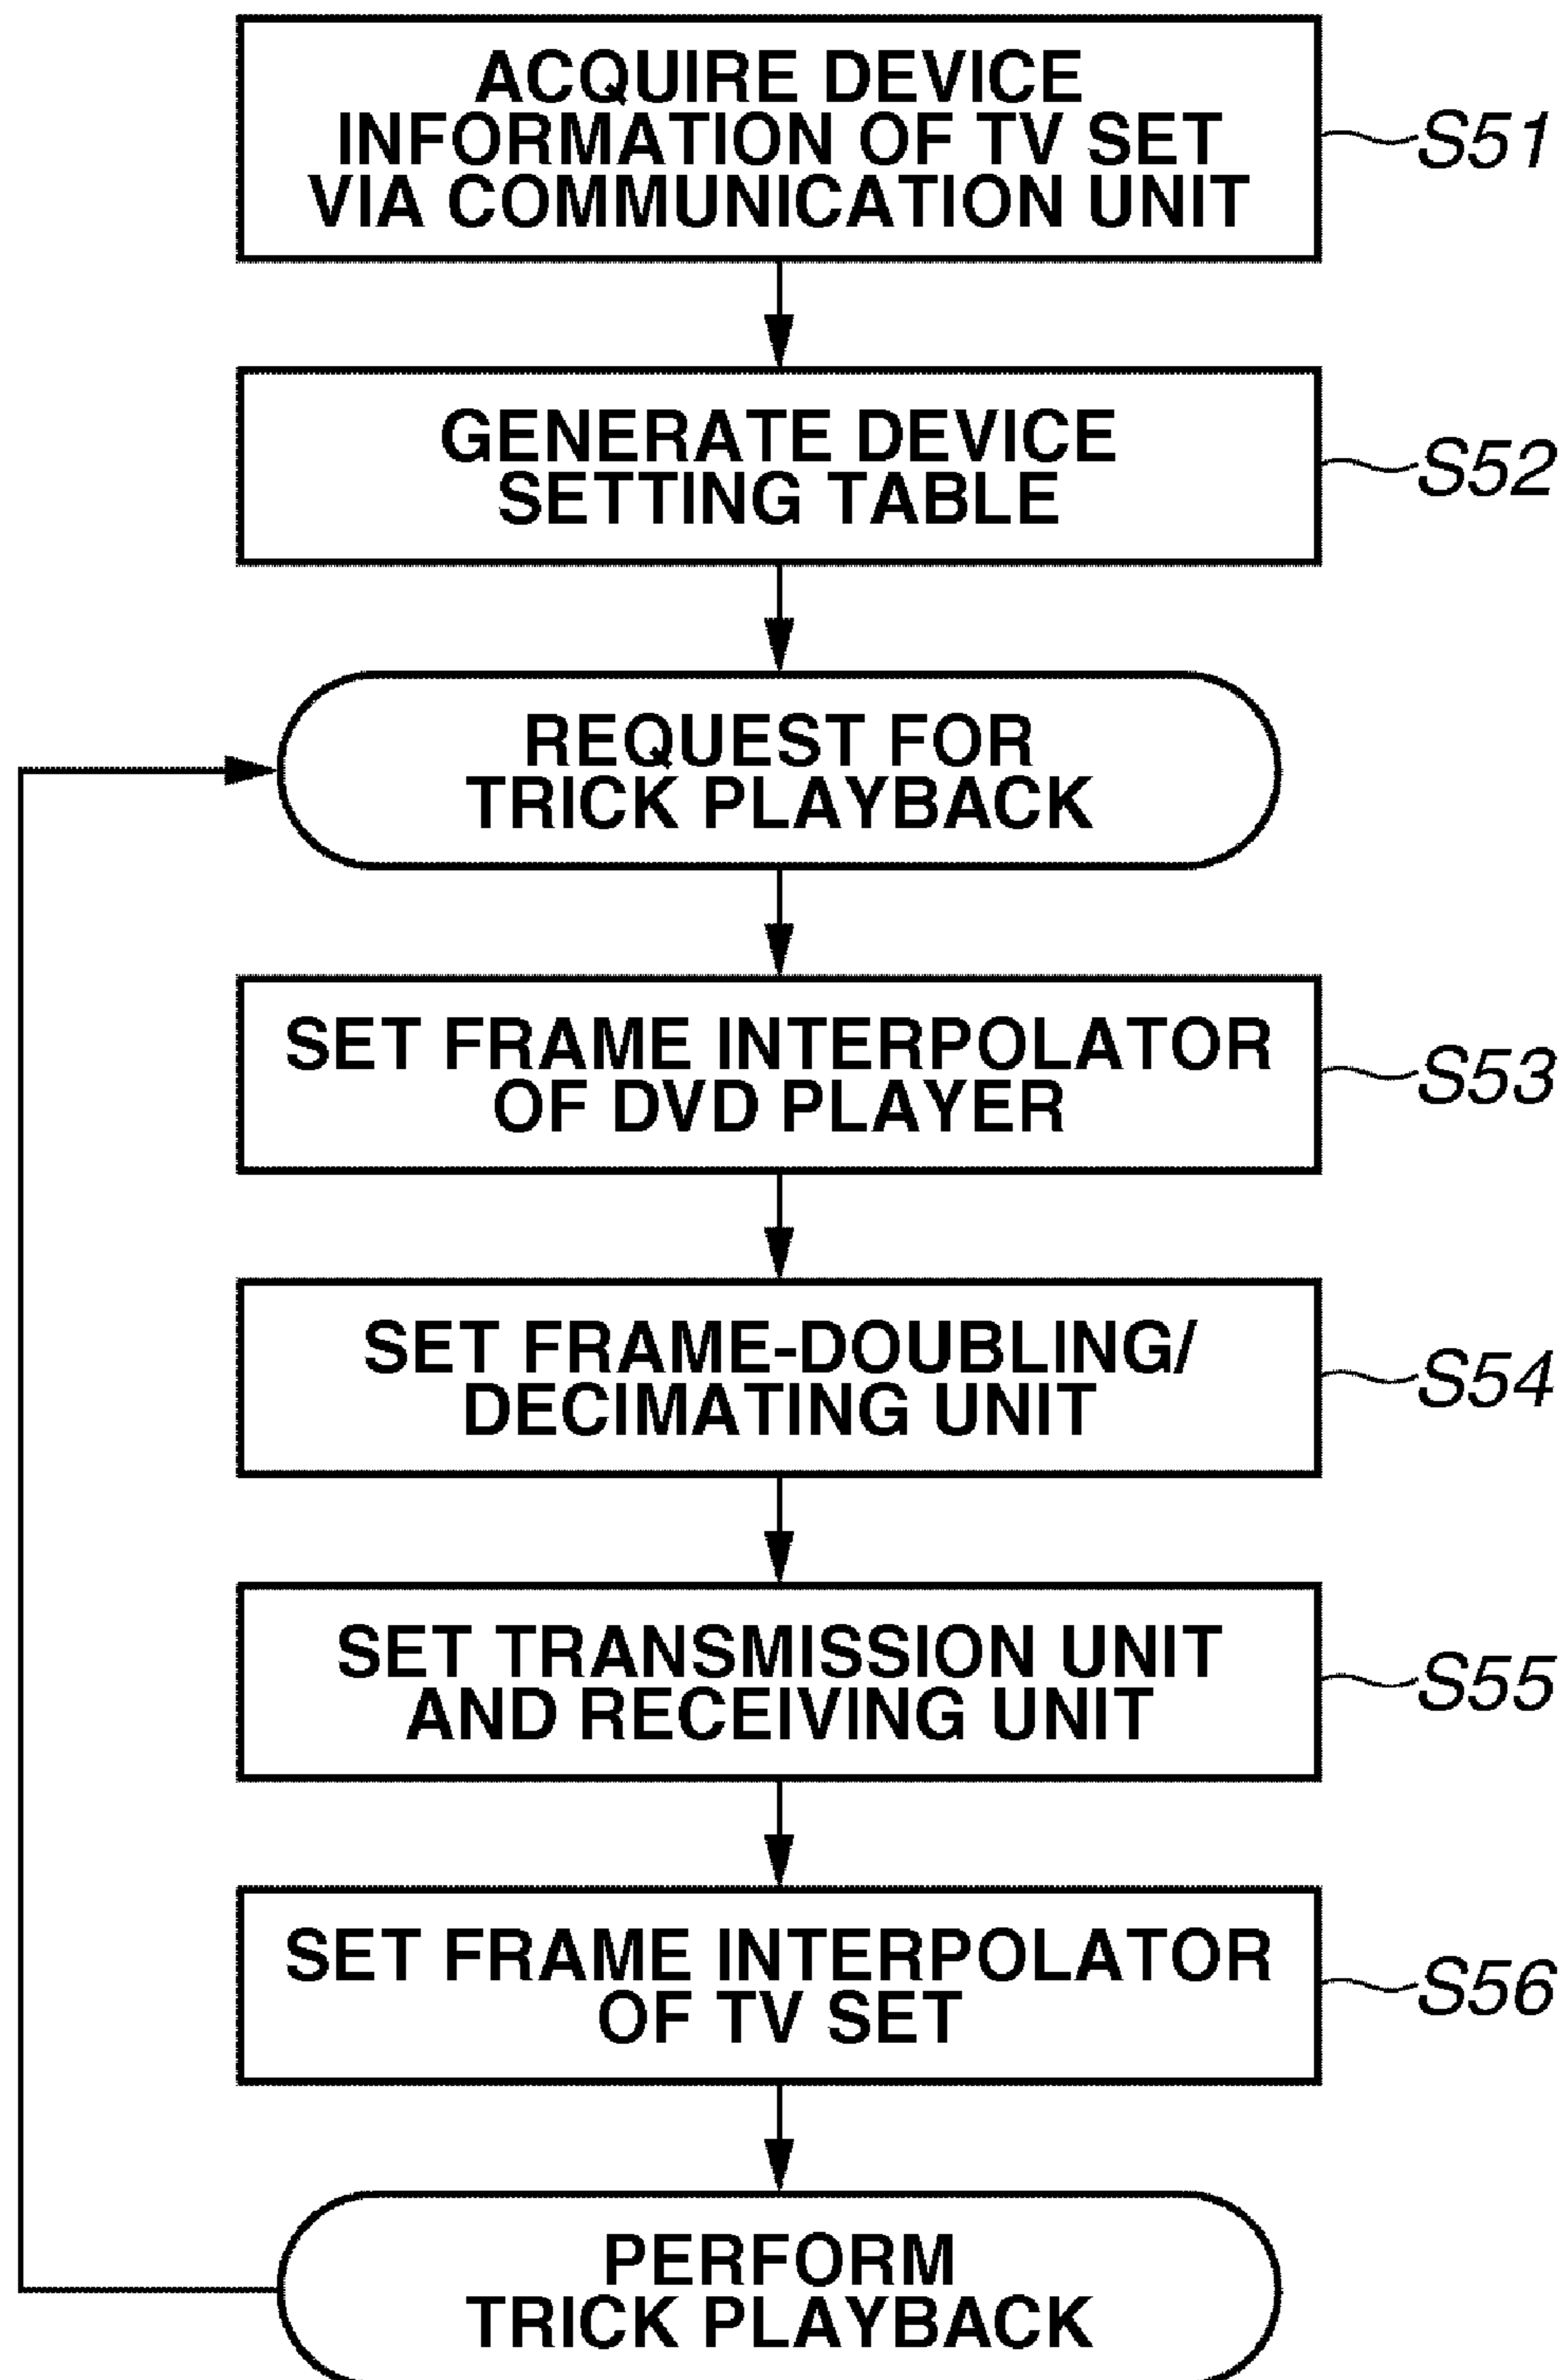 ACQUIRE DEVICE
INFORMATION OF TV SET
VIA COMMUNICATION UNIT
S51
GENERATE DEVICE
SETTING TABLE
S52
REQUEST FOR
TRICK PLAYBACK
SET FRAME INTERPOLATOR
OF DVD PLAYER
S53
SET FRAME-DOUBLING/
DECIMATING UNIT
S54
SET TRANSMISSION UNIT
AND RECEIVING UNIT
S55
SET FRAME INTERPOLATOR
OF TV SET
S56
PERFORM
TRICK PLAYBACK